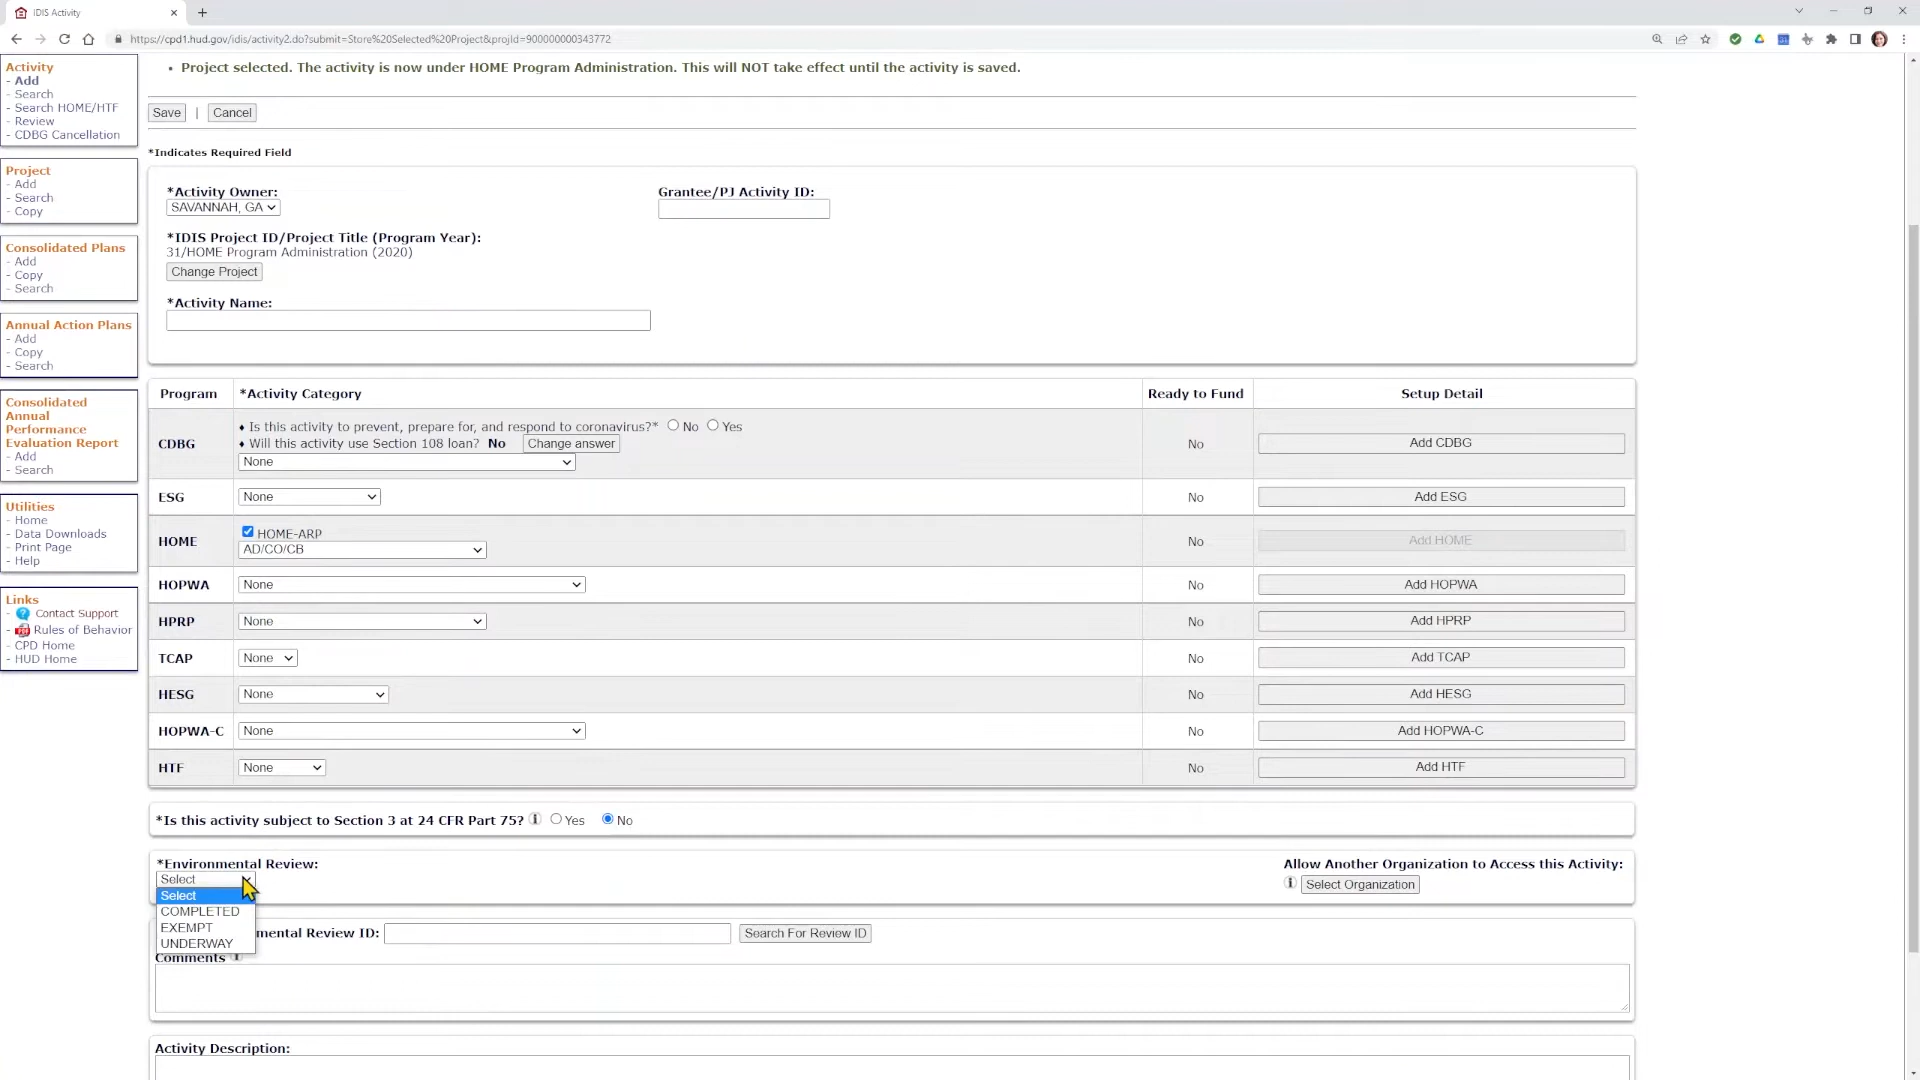 iDIS Activity
https://cpd1.hud.gov/idis/activity2.do?submit=Store%20Selected%20Project&projId=900000000343772
Activity
- Add
- Search
- Search HOME/HTF
- Review
- CDBG Cancellation
Project
- Add
- Search
- Copy
Consolidated Plans
- Add
- Copy
- Search
Annual Action Plans
- Add
- Copy
- Search
Consolidated
Annual
Performance
Evaluation Report
- Add
- Search
Utilities
- Home
- Data Downloads
- Print Page
- Help
Links
- Contact Support
- Rules of Behavior
- CPD Home
- HUD Home
• Project selected. The activity is now under HOME Program Administration. This will NOT take effect until the activity is saved.
Save | Cancel
*Indicates Required Field
*Activity Owner: Grantee/PJ Activity ID:
SAVANNAH, GA
*IDIS Project ID/Project Title (Program Year):
31/HOME Program Administration (2020)
Change Project
*Activity Name:
Program *Activity Category Ready to Fund Setup Detail
CDBG ♦ Is this activity to prevent, prepare for, and respond to coronavirus?* No Yes
♦ Will this activity use Section 108 loan? No Change answer
None No Add CDBG
ESG None No Add ESG
HOME HOME-ARP
AD/CO/CB No Add HOME
HOPWA None No Add HOPWA
HPRP None No Add HPRP
TCAP None No Add TCAP
HESG None No Add HESG
HOPWA-C None No Add HOPWA-C
HTF None No Add HTF
*Is this activity subject to Section 3 at 24 CFR Part 75? Yes No
*Environmental Review: Allow Another Organization to Access this Activity:
Select Select Organization
Select
COMPLETED
EXEMPT
UNDERWAY
mental Review ID: Search For Review ID
Comments
Activity Description: